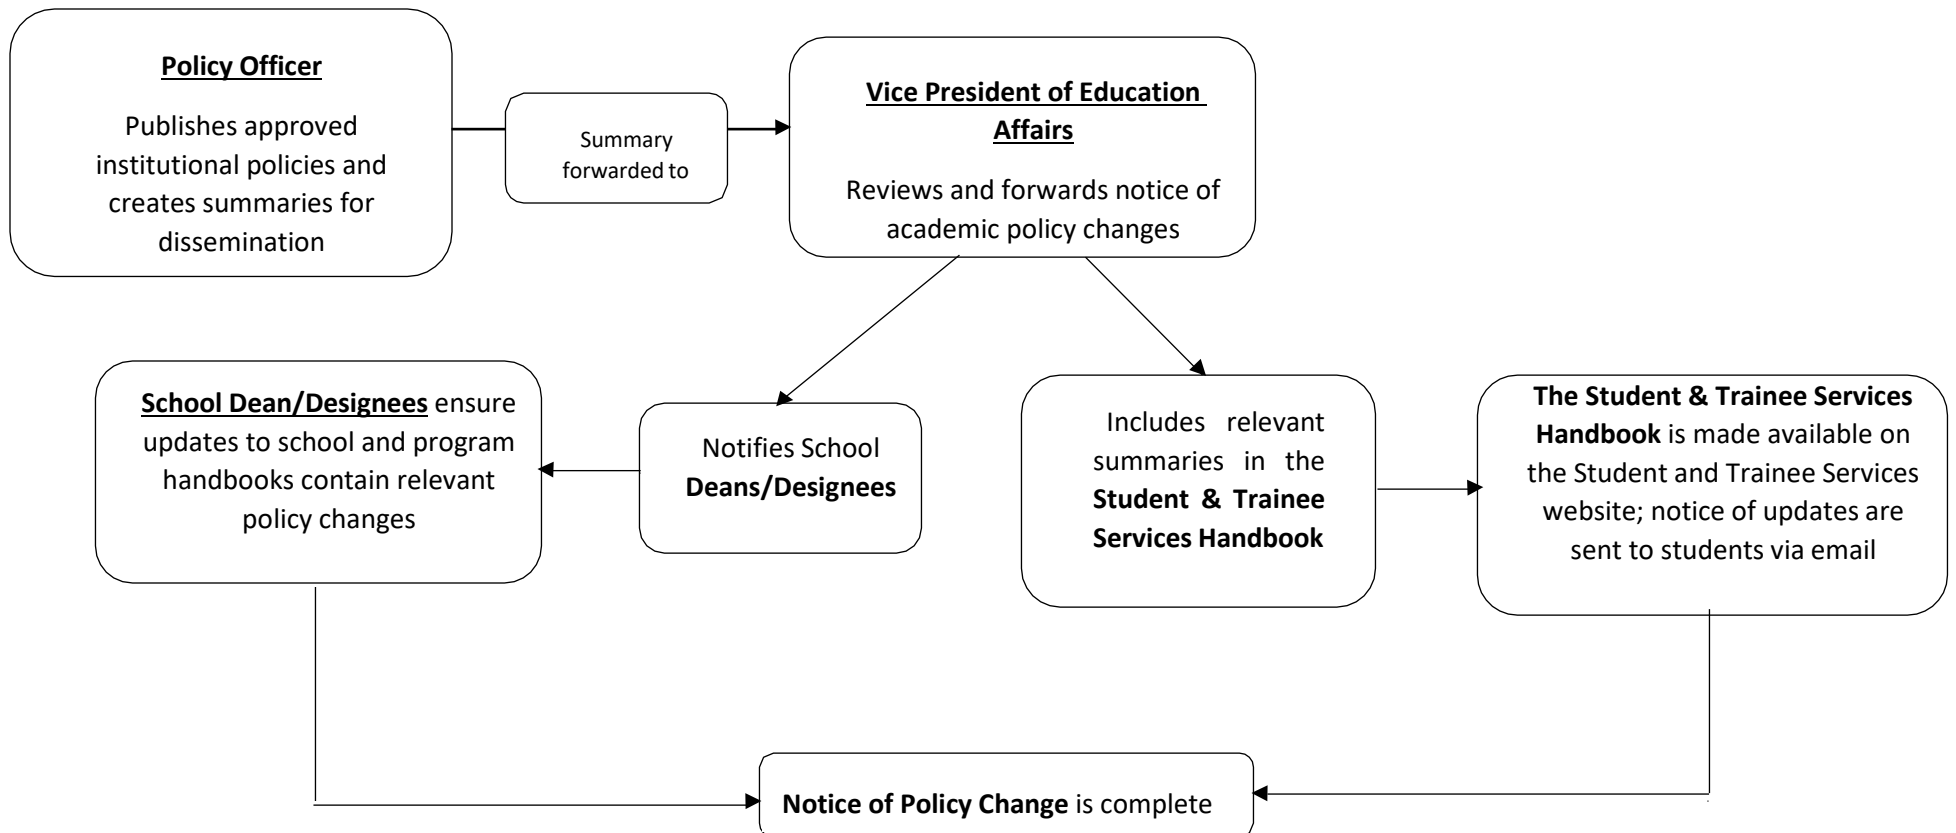 Policy Officer
Publishes approved
institutional policies and
creates summaries for
dissemination
Summary
forwarded to
Vice President of Education
Affairs
Reviews and forwards notice of
academic policy changes
School Dean/Designees ensure
updates to school and program
handbooks contain relevant
policy changes
Notifies School
Deans/Designees
Includes relevant
summaries in the
Student & Trainee
Services Handbook
The Student & Trainee Services
Handbook is made available on
the Student and Trainee Services
website; notice of updates are
sent to students via email
Notice of Policy Change is complete